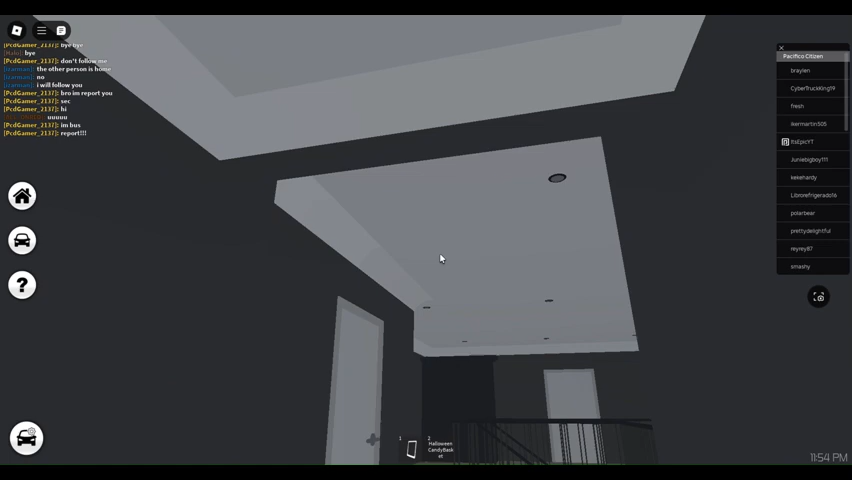 [PcdGamer_2137]: bye bye
bye
[PcdGamer_2137]: don't follow me
the other person is home
no
i will follow you
[PcdGamer_2137]: bro im report you
[PcdGamer_2137]: sec
[PcdGamer_2137]: hi
uuuuu
[PcdGamer_2137]: im bus
[PcdGamer_2137]: report!!!
Pacifico Citizen
braylen
CyberTruckKing19
fresh
ikermartin505
ItsEpicYT
Juniebigboy111
kekehardy
Librorefrigerado16
polarbear
prettydelightful
reyrey87
smashy
?
1
2
Halloween
CandyBask
et
11:54 PM